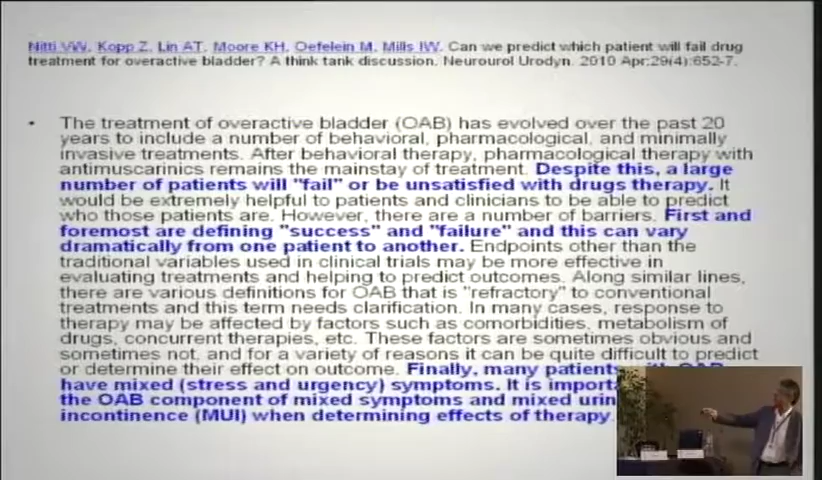 Nitti VW, Kopp Z, Lin AT, Moore KH, Oefelein M, Mills IW. Can we predict which patient will fail drug
treatment for overactive bladder? A think tank discussion. Neurourol Urodyn. 2010 Apr;29(4):652-7.
• The treatment of overactive bladder (OAB) has evolved over the past 20
years to include a number of behavioral, pharmacological, and minimally
invasive treatments. After behavioral therapy, pharmacological therapy with
antimuscarinics remains the mainstay of treatment. Despite this, a large
number of patients will "fail" or be unsatisfied with drugs therapy. It
would be extremely helpful to patients and clinicians to be able to predict
who those patients are. However, there are a number of barriers. First and
foremost are defining "success" and "failure" and this can vary
dramatically from one patient to another. Endpoints other than the
traditional variables used in clinical trials may be more effective in
evaluating treatments and helping to predict outcomes. Along similar lines,
there are various definitions for OAB that is "refractory" to conventional
treatments and this term needs clarification. In many cases, response to
therapy may be affected by factors such as comorbidities, metabolism of
drugs, concurrent therapies, etc. These factors are sometimes obvious and
sometimes not, and for a variety of reasons it can be quite difficult to predict
or determine their effect on outcome. Finally, many patients with OAB
have mixed (stress and urgency) symptoms. It is import
the OAB component of mixed symptoms and mixed urin
incontinence (MUI) when determining effects of therapy